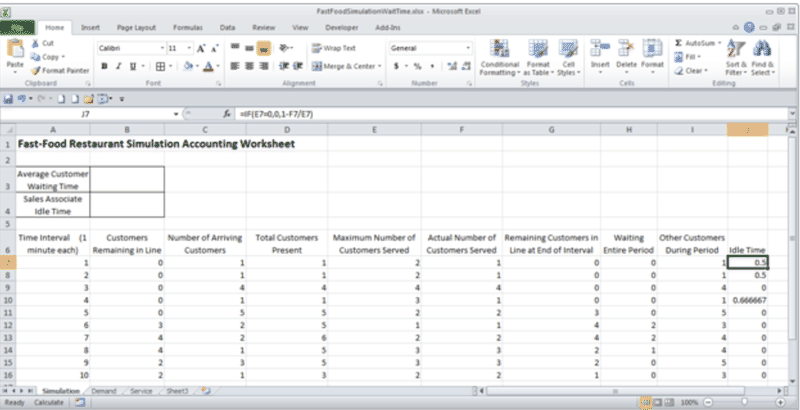 FastFoodSimulationWaitTime.xlsx - Microsoft Excel
File Home Insert Page Layout Formulas Data Review View Developer Add-Ins
Cut Calibri 11 Wrap Text General AutoSum
Copy Fill
Paste Format Painter Merge & Center Conditional Formatting Format as Table Cell Styles Insert Delete Format Clear Sort & Filter Find & Select
Clipboard Font Alignment Number Styles Cells Editing
J7 fx =IF(E7=0,0,1-F7/E7)
A B C D E F G H I J
1 Fast-Food Restaurant Simulation Accounting Worksheet
2
3 Average Customer Waiting Time
4 Sales Associate Idle Time
5
6 Time Interval (1 minute each) Customers Remaining in Line Number of Arriving Customers Total Customers Present Maximum Number of Customers Served Actual Number of Customers Served Remaining Customers in Line at End of Interval Waiting Entire Period Other Customers During Period Idle Time
7 1 0 1 1 2 1 0 0 1 0.5
8 2 0 1 1 2 1 0 0 1 0.5
9 3 0 4 4 4 4 0 0 4 0
10 4 0 1 1 3 1 0 0 1 0.666667
11 5 0 5 5 2 2 3 0 5 0
12 6 3 2 5 1 1 4 2 3 0
13 7 4 2 6 2 2 4 2 4 0
14 8 4 1 5 3 3 2 1 4 0
15 9 2 3 5 3 3 2 0 5 0
16 10 2 1 3 2 2 1 0 3 0
17
Simulation Demand Service Sheet3
Ready Calculate 100%